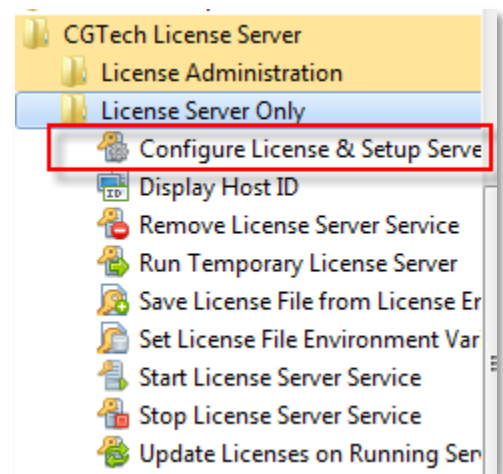 CGTech License Server
License Administration
License Server Only
Configure License & Setup Serve
Display Host ID
Remove License Server Service
Run Temporary License Server
Save License File from License Er
Set License File Environment Var
Start License Server Service
Stop License Server Service
Update Licenses on Running Ser